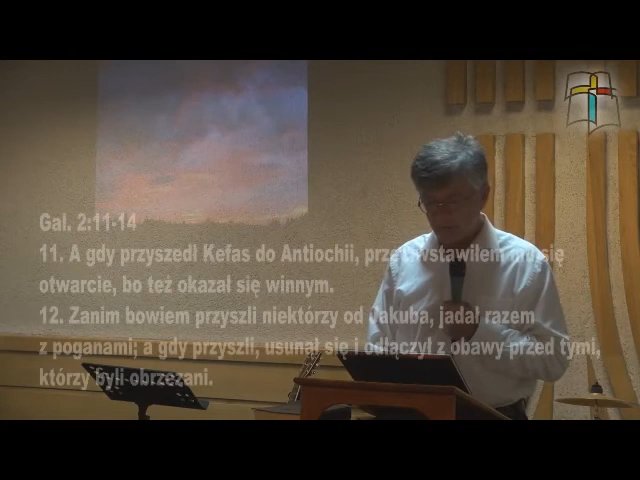 Gal. 2:11-14
11. A gdy przyszedł Kefas do Antiochii, przeciwstawiłem mu się
otwarcie, bo też okazał się winnym.
12. Zanim bowiem przyszli niektórzy od Jakuba, jadał razem
z poganami; a gdy przyszli, usunął się i odłączył z obawy przed tymi,
którzy byli obrzezani.